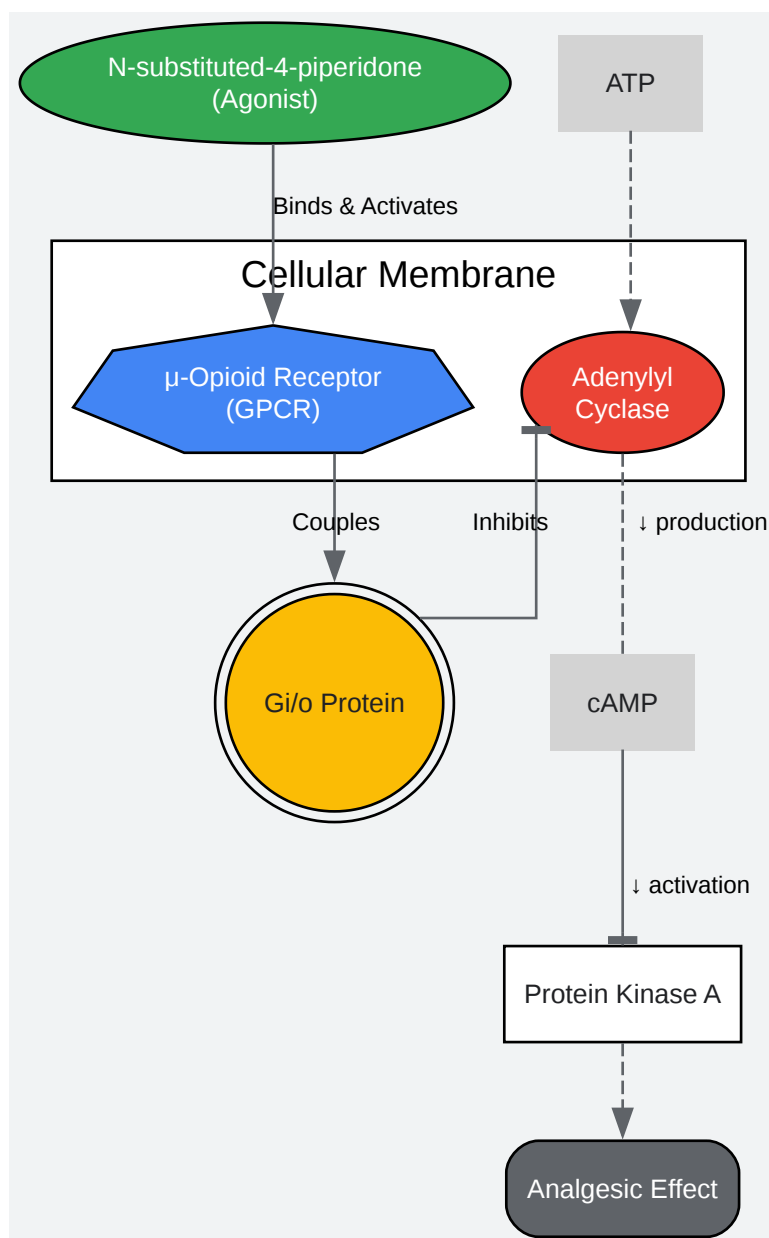 N-substituted-4-piperidone
(Agonist)
ATP
Binds & Activates
Cellular Membrane
μ-Opioid Receptor
(GPCR)
Adenylyl
Cyclase
Couples
Inhibits
↓ production
Gi/o Protein
cAMP
↓ activation
Protein Kinase A
Analgesic Effect